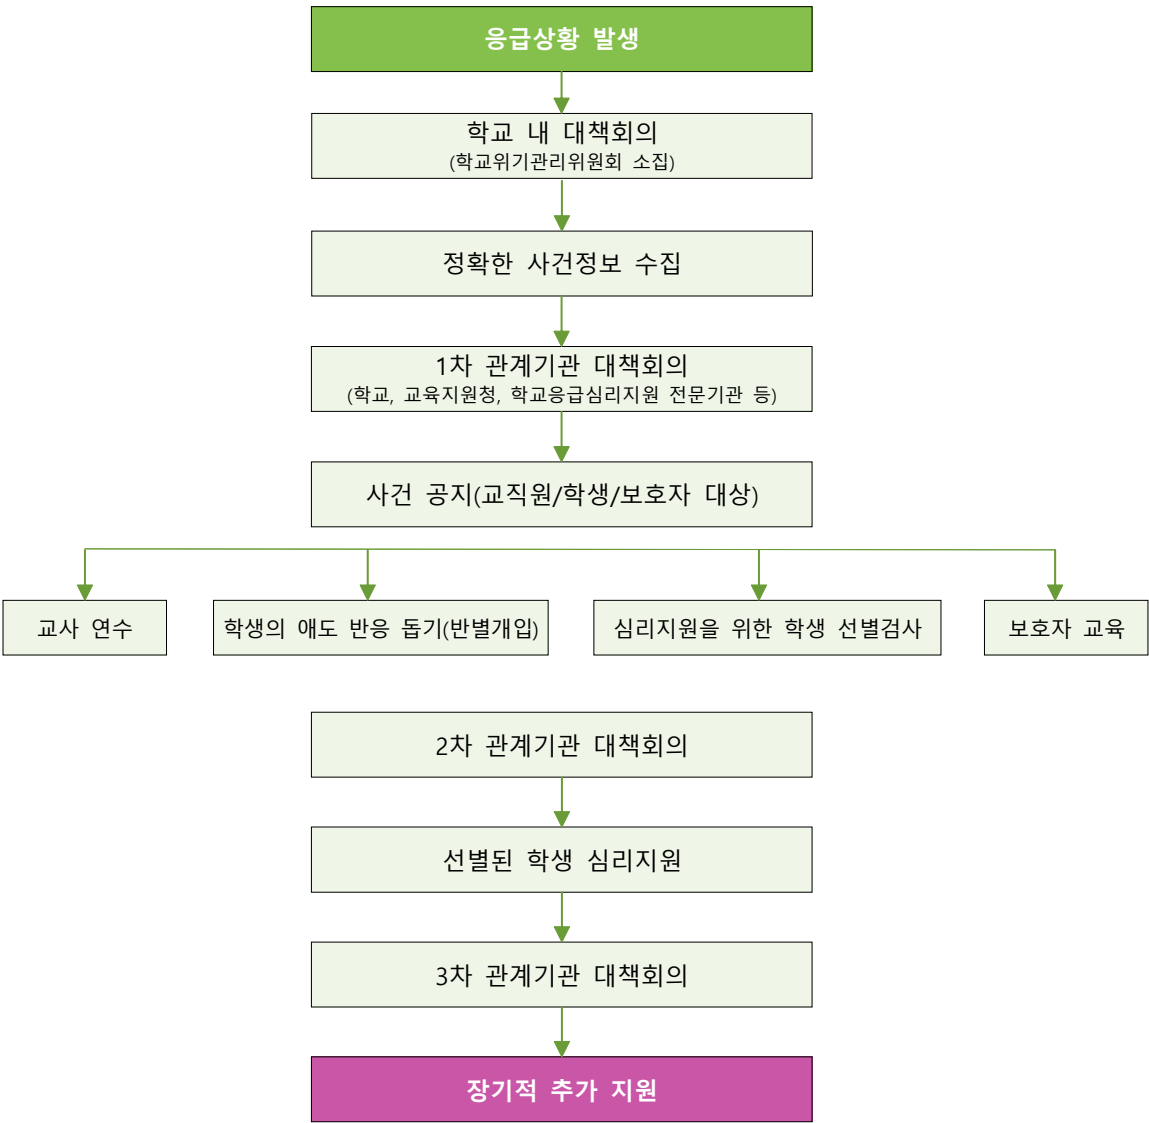 응급상황 발생
학교 내 대책회의
(학교위기관리위원회 소집)
정확한 사건정보 수집
1차 관계기관 대책회의
(학교, 교육지원청, 학교응급심리지원 전문기관 등)
사건 공지(교직원/학생/보호자 대상)
교사 연수
학생의 애도 반응 돕기(반별개입)
심리지원을 위한 학생 선별검사
보호자 교육
2차 관계기관 대책회의
선별된 학생 심리지원
3차 관계기관 대책회의
장기적 추가 지원